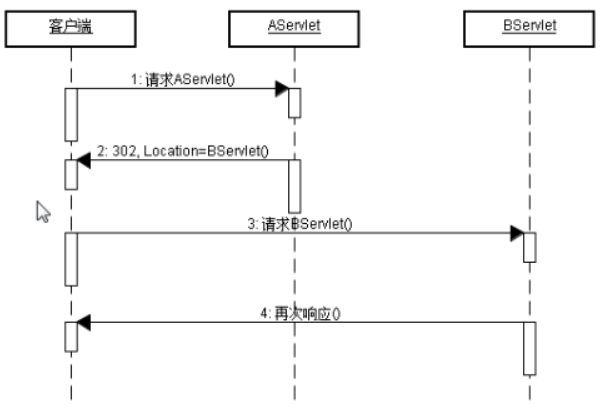 客户端
AServlet
BServlet
1: 请求AServlet()
2: 302, Location=BServlet()
3: 请求BServlet()
4: 再次响应()